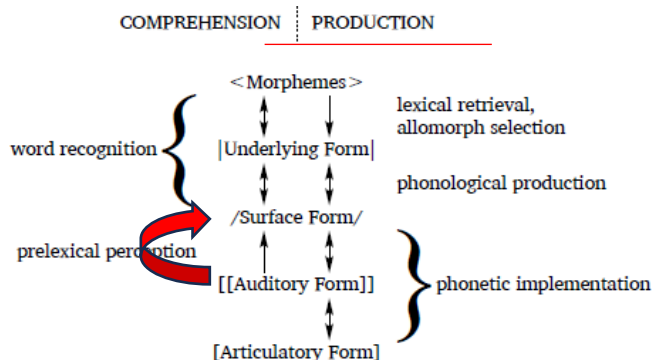 COMPREHENSION PRODUCTION
<Morphemes>
lexical retrieval,
allomorph selection
word recognition
|Underlying Form|
phonological production
/Surface Form/
prelexical perception
[[Auditory Form]]
phonetic implementation
[Articulatory Form]